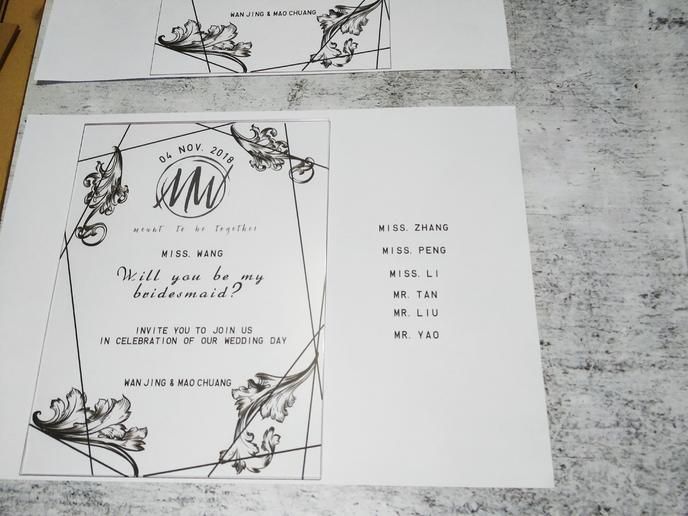 WAN JING & MAO CHUANG
04 NOV. 2018
MW
meant to be together
MISS. WANG
Will you be my
bridesmaid?
INVITE YOU TO JOIN US
IN CELEBRATION OF OUR WEDDING DAY
WAN JING & MAO CHUANG
MISS. ZHANG
MISS. PENG
MISS. LI
MR. TAN
MR. LIU
MR. YAO